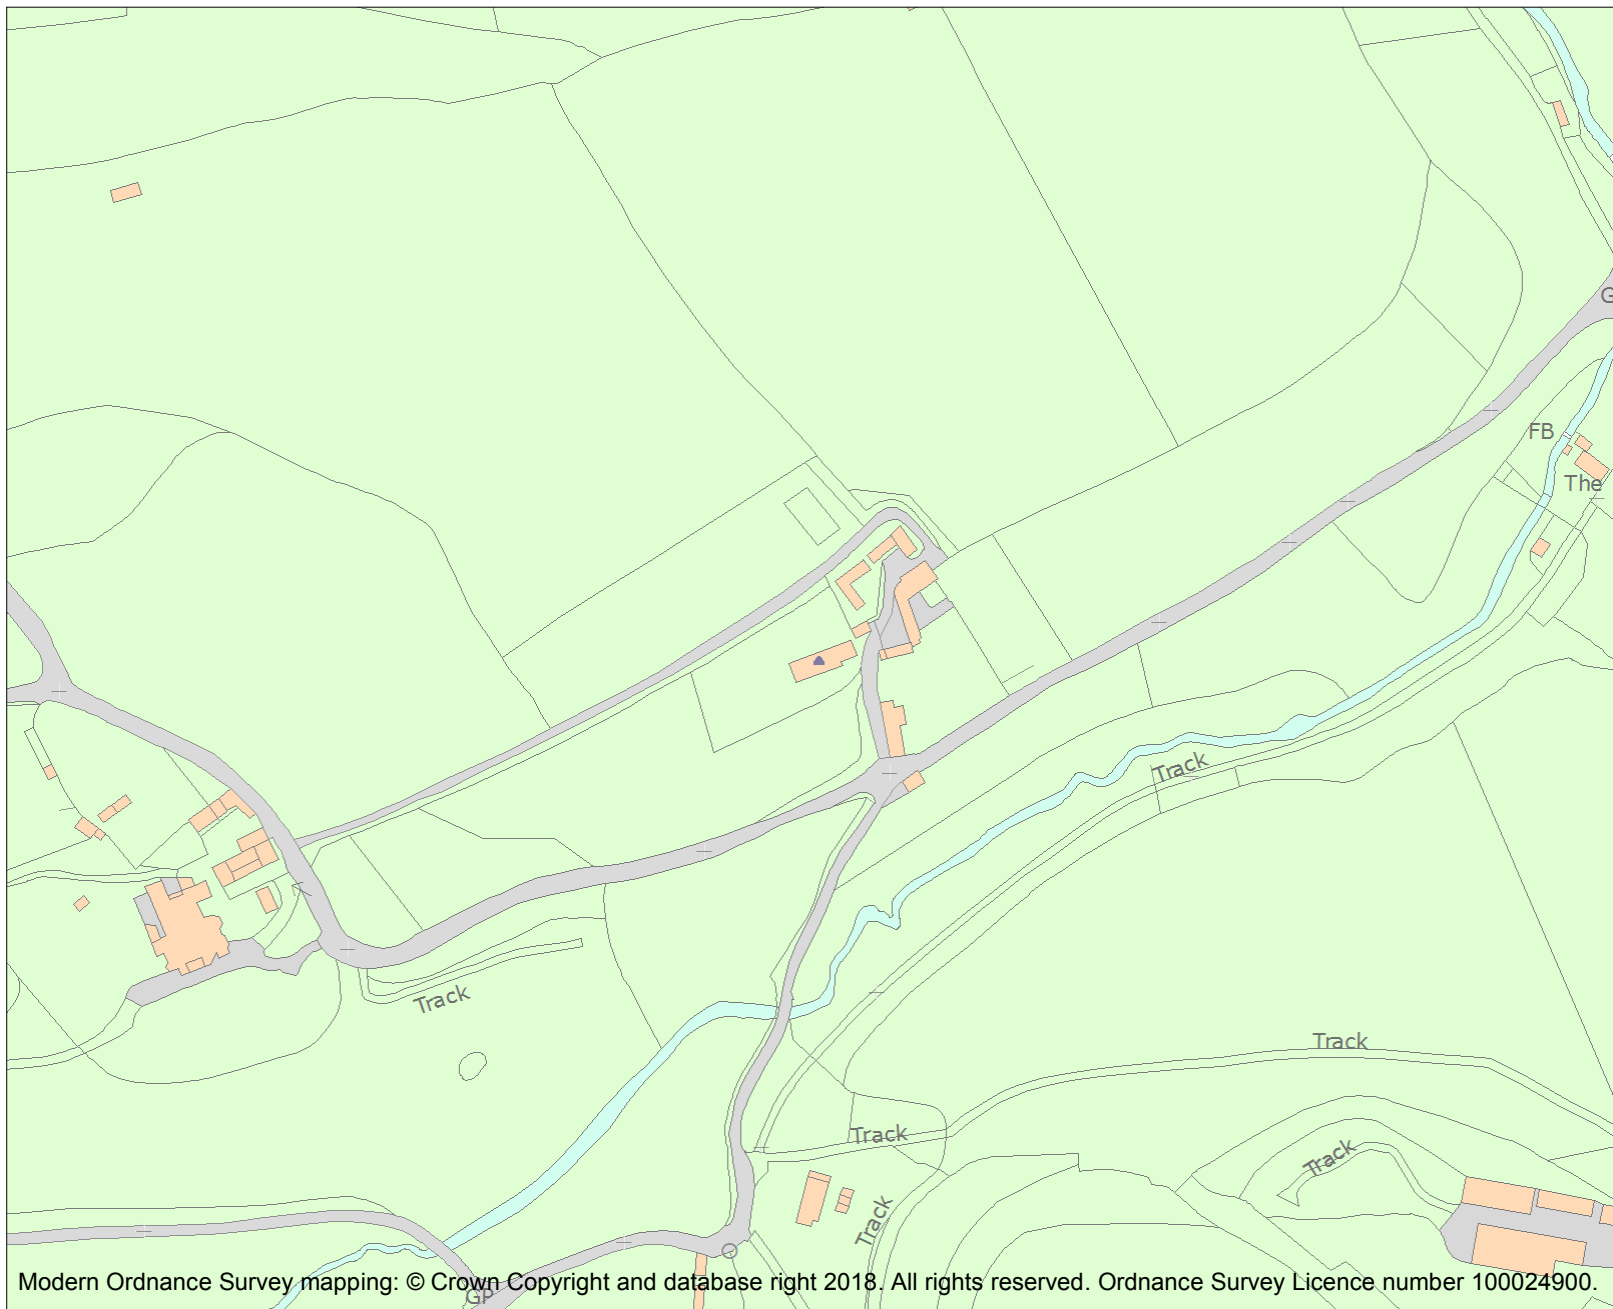 G
FB
The
Track
Track
Track
Track
Track
Track
GP
Modern Ordnance Survey mapping: © Crown Copyright and database right 2018. All rights reserved. Ordnance Survey Licence number 100024900.